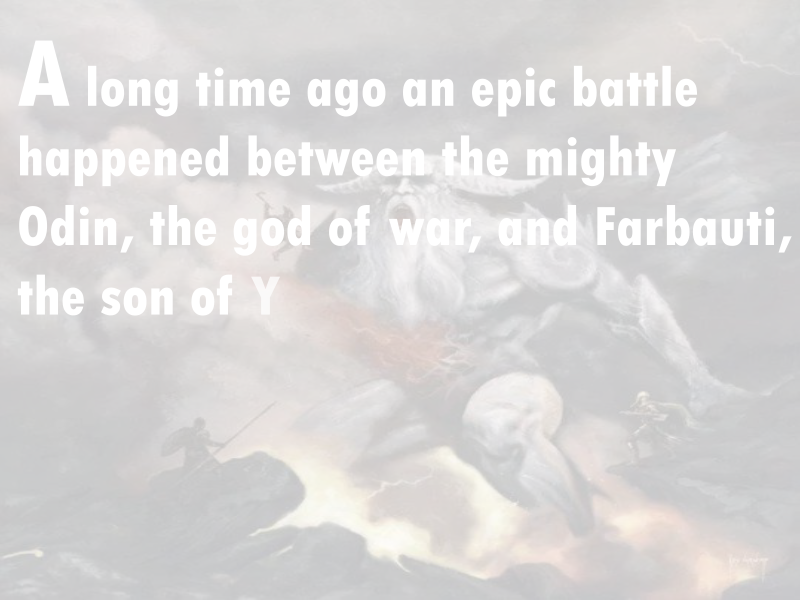 A long time ago an epic battle
happened between the mighty
Odin, the god of war, and Farbauti,
the son of Y